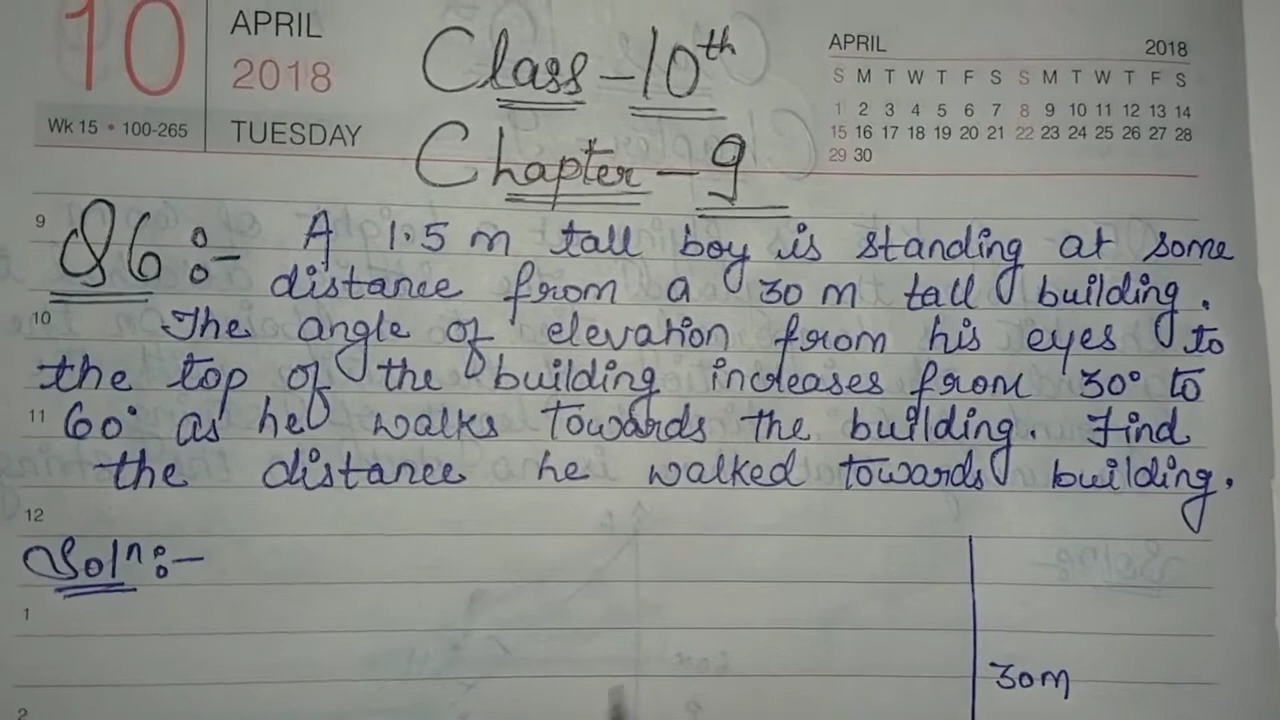 10
APRIL
2018
Wk 15 • 100-265
TUESDAY
APRIL 2018
S M T W T F S S M T W T F S
1 2 3 4 5 6 7 8 9 10 11 12 13 14
15 16 17 18 19 20 21 22 23 24 25 26 27 28
29 30
Class - 10th
Chapter - 9
9
Q6:- A 1.5 m tall boy is standing at some
distance from a 30 m tall building.
10
The angle of elevation from his eyes to
the top of the building increases from 30° to
11
60° as he walks towards the building. Find
the distance he walked towards building.
12
Soln:-
1
30m
2